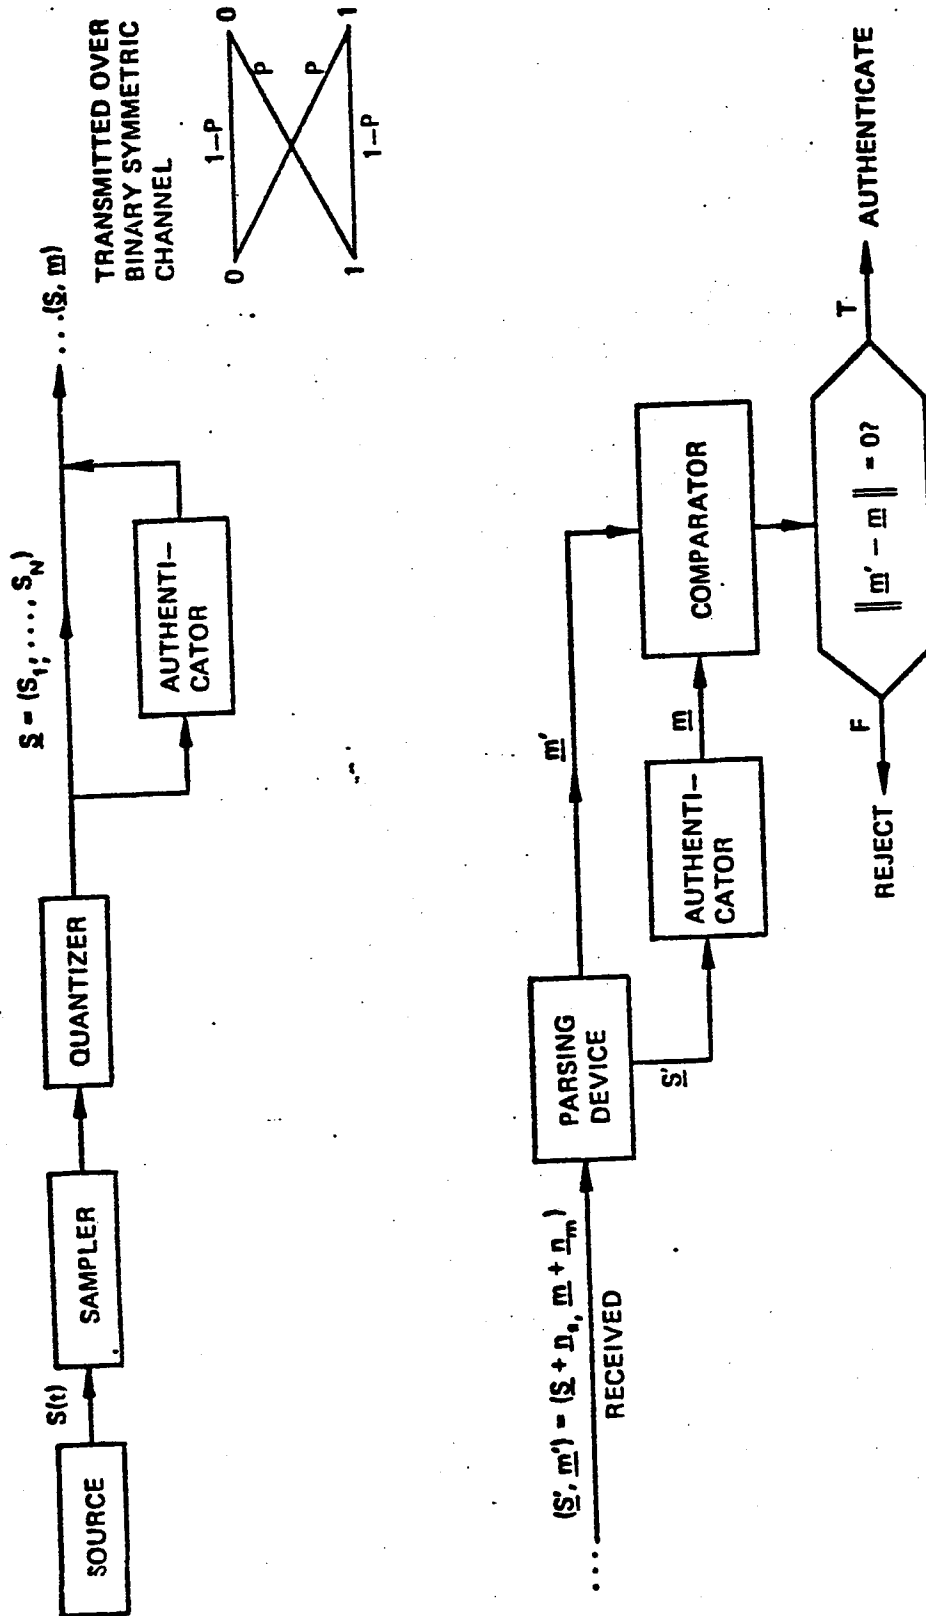 SOURCE
S(t)
SAMPLER
QUANTIZER
S = (S₁, ..., S_N)
AUTHENTI-
CATOR
...(S, m)
TRANSMITTED OVER
BINARY SYMMETRIC
CHANNEL
0
1-P
0
P
P
1
1-P
1
.... (S', m') = (S + nₛ, m + nₘ)
RECEIVED
PARSING
DEVICE
m'
S'
AUTHENTI-
CATOR
m
COMPARATOR
‖m' - m‖ = 0?
F
REJECT
T
AUTHENTICATE